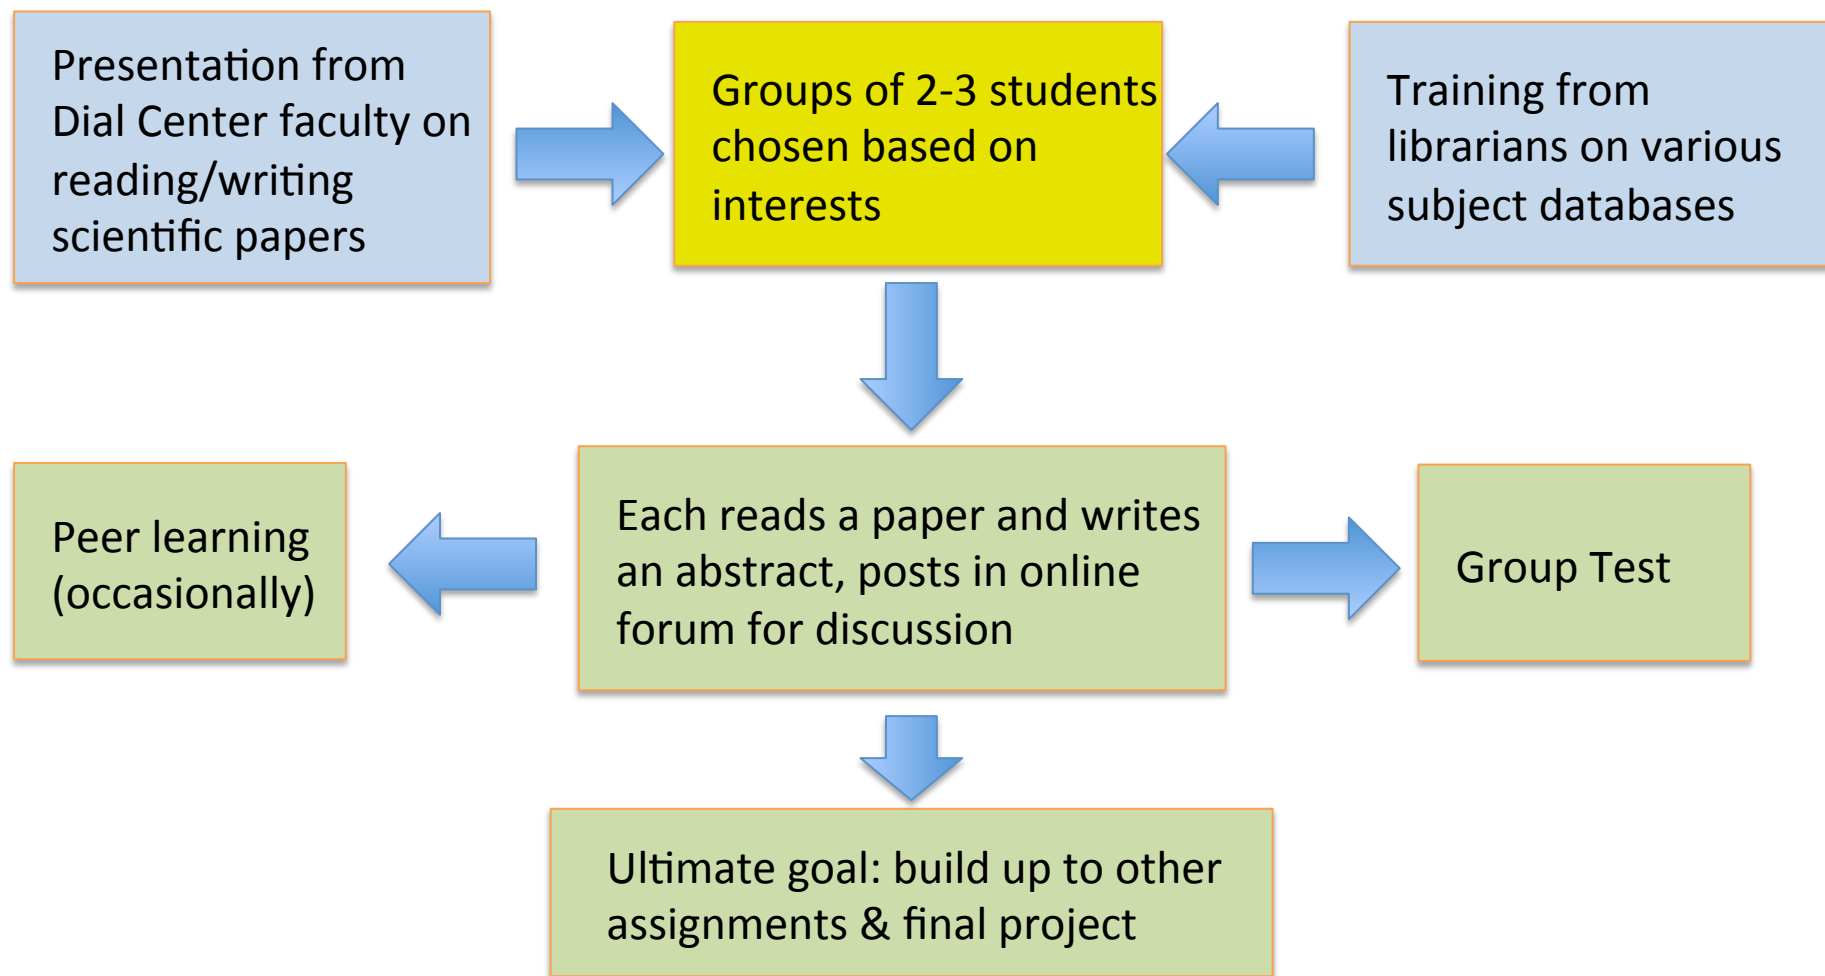 Presentation from
Dial Center faculty on
reading/writing
scientific papers
Groups of 2-3 students
chosen based on
interests
Training from
librarians on various
subject databases
Peer learning
(occasionally)
Each reads a paper and writes
an abstract, posts in online
forum for discussion
Group Test
Ultimate goal: build up to other
assignments & final project